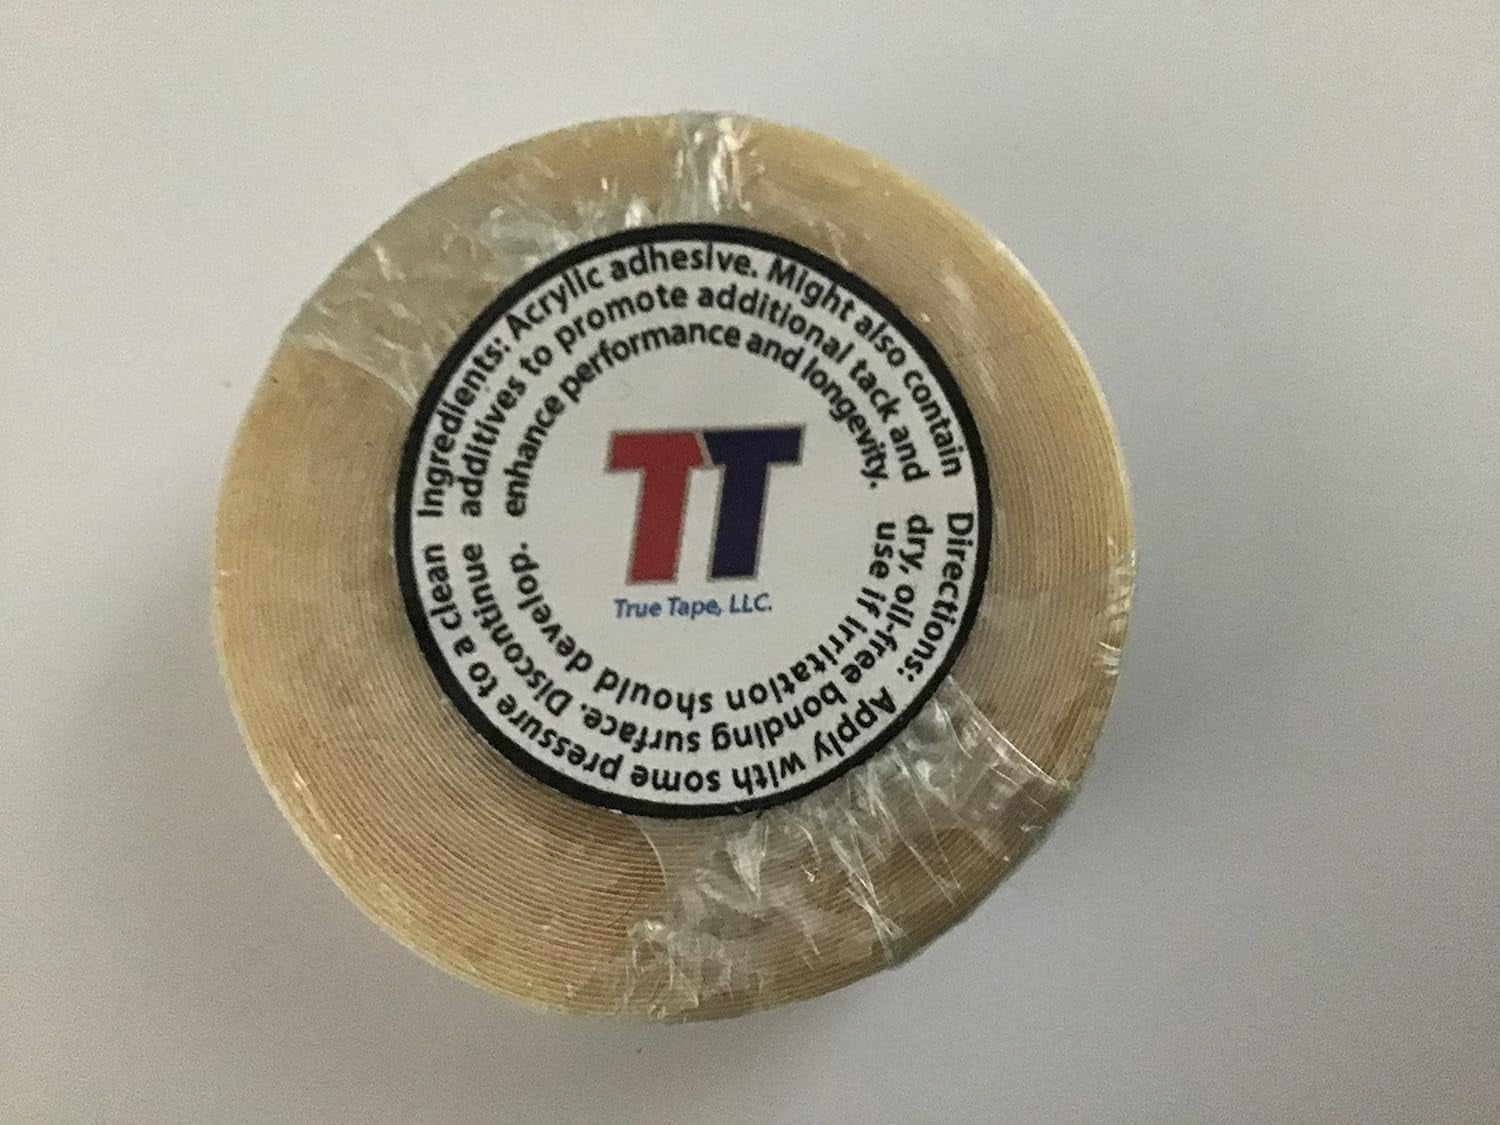 Ingredients: Acrylic adhesive. Might also contain
additives to promote additional tack and
enhance performance and longevity.
TT
True Tape, LLC.
Directions: Apply with some pressure to a clean
dry, oil-free bonding surface. Discontinue
use if irritation should develop.